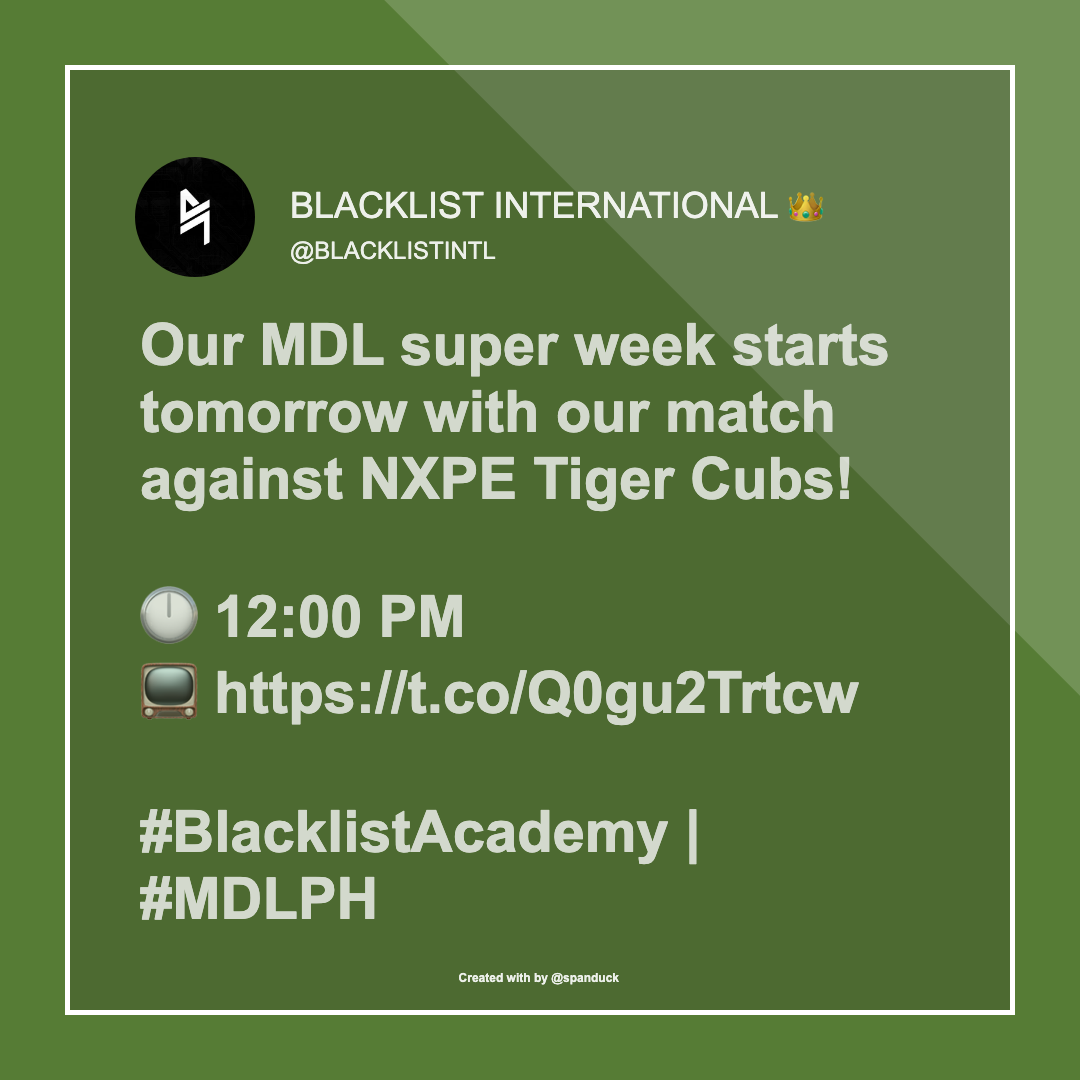 BLACKLIST INTERNATIONAL 👑
@BLACKLISTINTL
Our MDL super week starts
tomorrow with our match
against NXPE Tiger Cubs!
🕛 12:00 PM
📺 https://t.co/Q0gu2Trtcw
#BlacklistAcademy |
#MDLPH
Created with by @spanduck